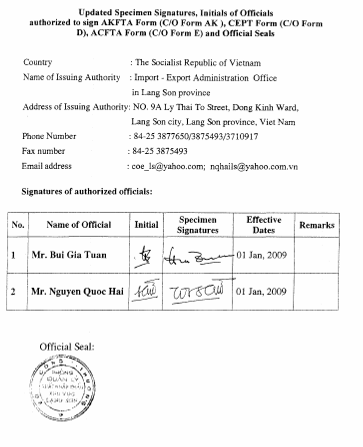 Updated Specimen Signatures, Initials of Officials
authorized to sign AKFTA Form (C/O Form AK ), CEPT Form (C/O Form
D), ACFTA Form (C/O Form E) and Official Seals
Country : The Socialist Republic of Vietnam
Name of Issuing Authority : Import - Export Administration Office
in Lang Son province
Address of Issuing Authority: NO. 9A Ly Thai To Street, Dong Kinh Ward,
Lang Son city, Lang Son province, Viet Nam
Phone Number : 84-25 3877650/3875493/3710917
Fax number : 84-25 3875493
Email address : coe_ls@yahoo.com; nqhails@yahoo.com.vn
Signatures of authorized officials:
No. Name of Official Initial Specimen Signatures Effective Dates Remarks
1 Mr. Bui Gia Tuan 01 Jan, 2009
2 Mr. Nguyen Quoc Hai 01 Jan, 2009
Official Seal:
PHÒNG
QUẢN LÝ
LẠNG SƠN